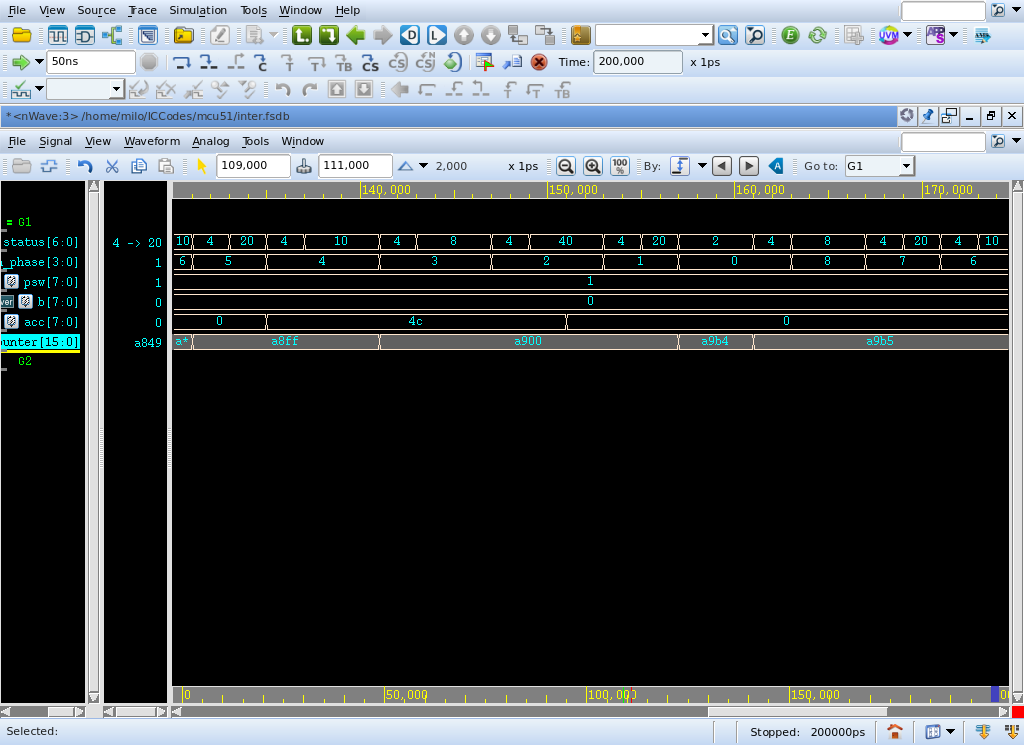 File View Source Trace Simulation Tools Window Help
50ns Time: 200,000 x 1ps
*<nWave:3> /home/milo/ICCodes/mcu51/inter.fsdb
File Signal View Waveform Analog Tools Window
109,000 111,000 2,000 x 1ps 100% By: Go to: G1
140,000 150,000 160,000 170,000
= G1
status[6:0] 4 -> 20 10 4 20 4 10 4 8 4 40 4 20 2 4 8 4 20 4 10
_phase[3:0] 1 6 5 4 3 2 1 0 8 7 6
psw[7:0] 1 1
ver b[7:0] 0 0
acc[7:0] 0 0 4c 0
unter[15:0] a849 a* a8ff a900 a9b4 a9b5
G2
0 50,000 100,000 150,000
Selected: Stopped: 200000ps